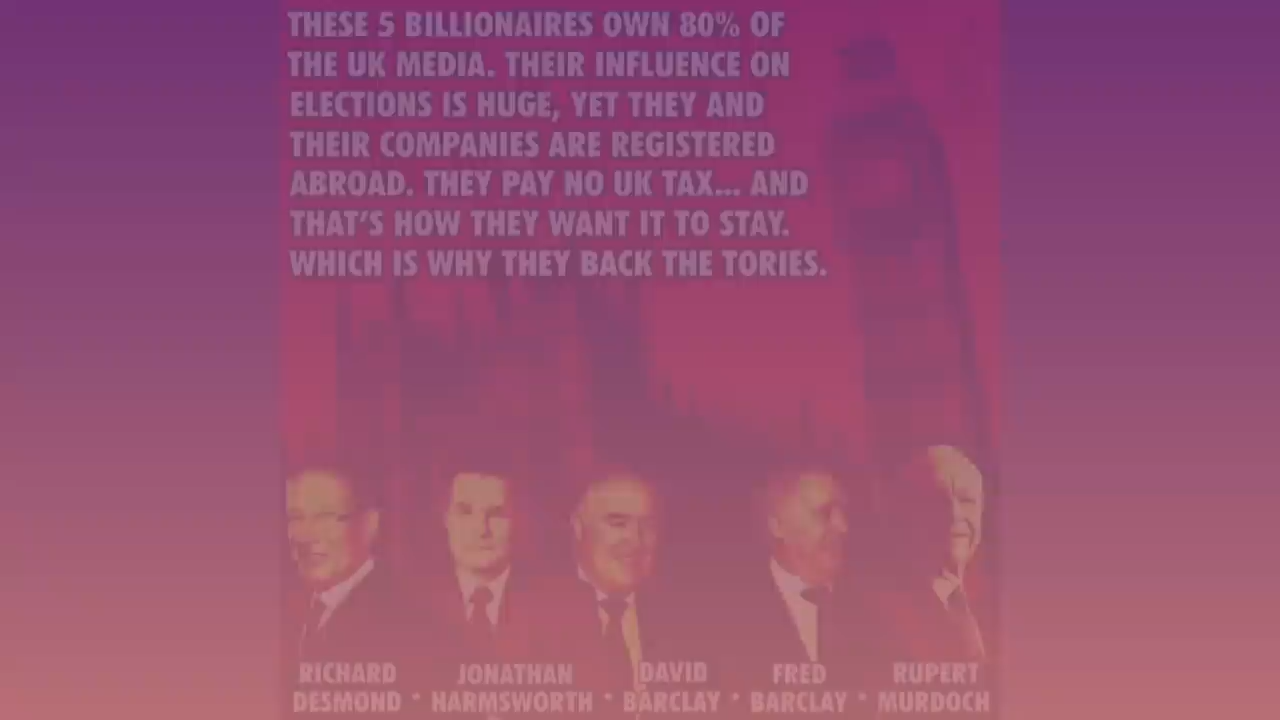 THESE 5 BILLIONAIRES OWN 80% OF
THE UK MEDIA. THEIR INFLUENCE ON
ELECTIONS IS HUGE, YET THEY AND
THEIR COMPANIES ARE REGISTERED
ABROAD. THEY PAY NO UK TAX... AND
THAT'S HOW THEY WANT IT TO STAY.
WHICH IS WHY THEY BACK THE TORIES.
RICHARD JONATHAN DAVID FRED RUPERT
DESMOND * HARMSWORTH * BARCLAY * BARCLAY * MURDOCH